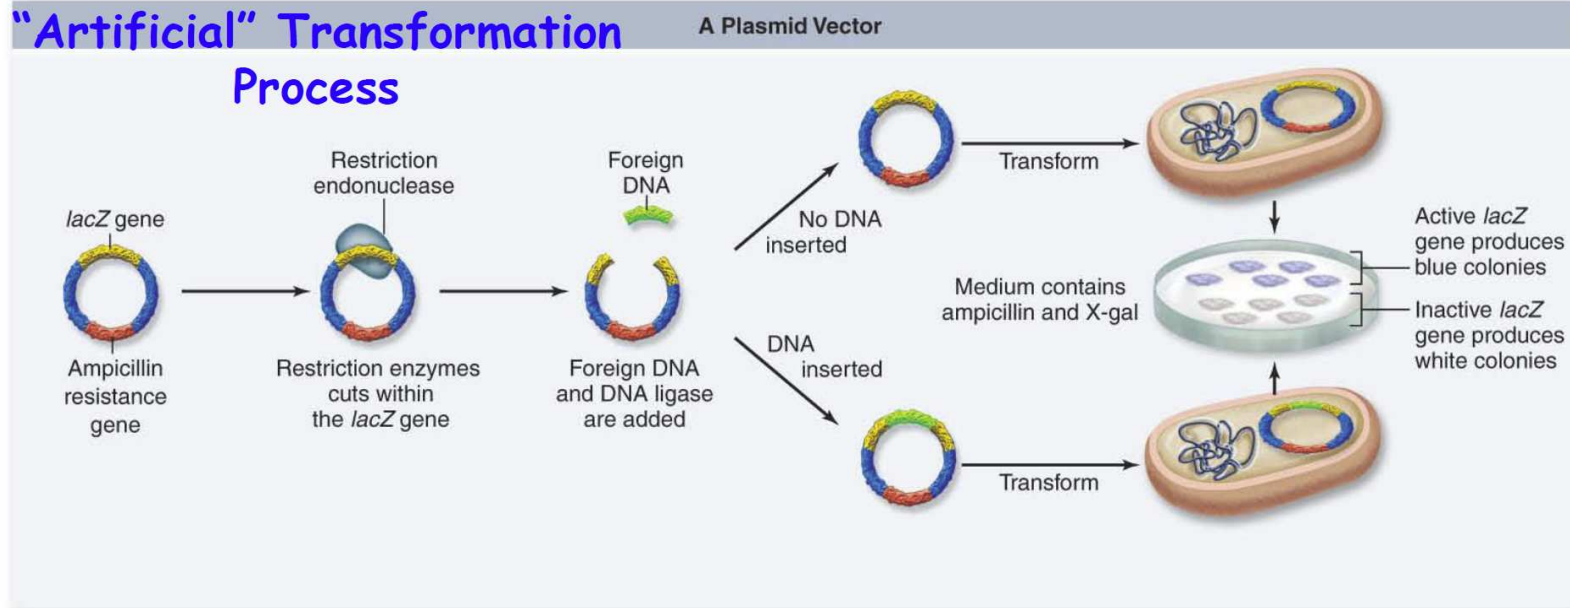 “Artificial” Transformation
Process
A Plasmid Vector
lacZ gene
Ampicillin
resistance
gene
Restriction
endonuclease
Restriction enzymes
cuts within
the lacZ gene
Foreign
DNA
Foreign DNA
and DNA ligase
are added
No DNA
inserted
DNA
inserted
Transform
Transform
Medium contains
ampicillin and X-gal
Active lacZ
gene produces
blue colonies
Inactive lacZ
gene produces
white colonies